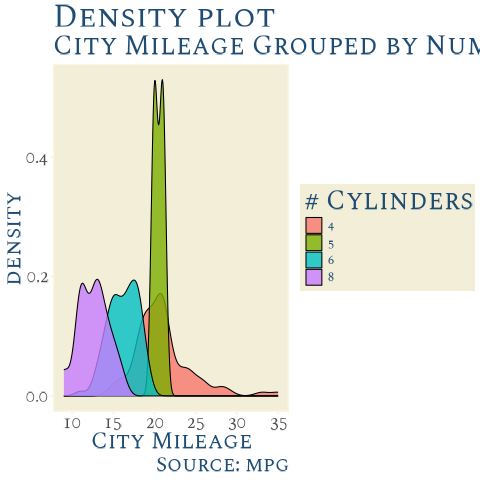 Density plot
City Mileage Grouped by Num
# Cylinders
4
5
6
8
density
0.4
0.2
0.0
10 15 20 25 30 35
City Mileage
Source: mpg